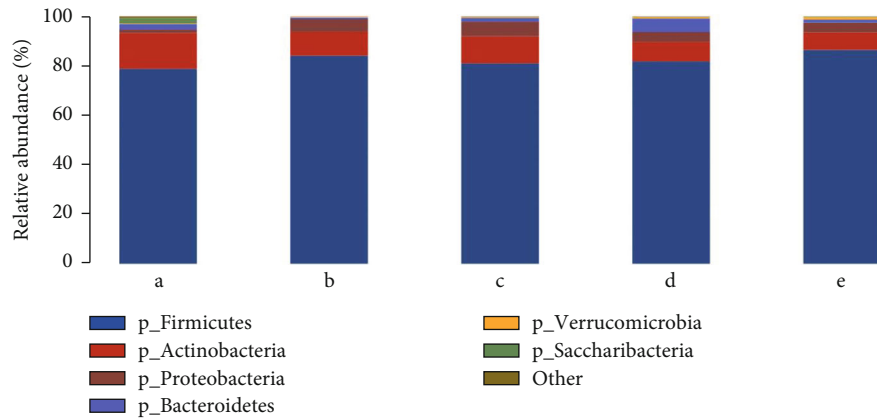 Relative abundance (%)
100
80
60
40
20
0
a b c d e
p_Firmicutes
p_Actinobacteria
p_Proteobacteria
p_Bacteroidetes
p_Verrucomicrobia
p_Saccharibacteria
Other